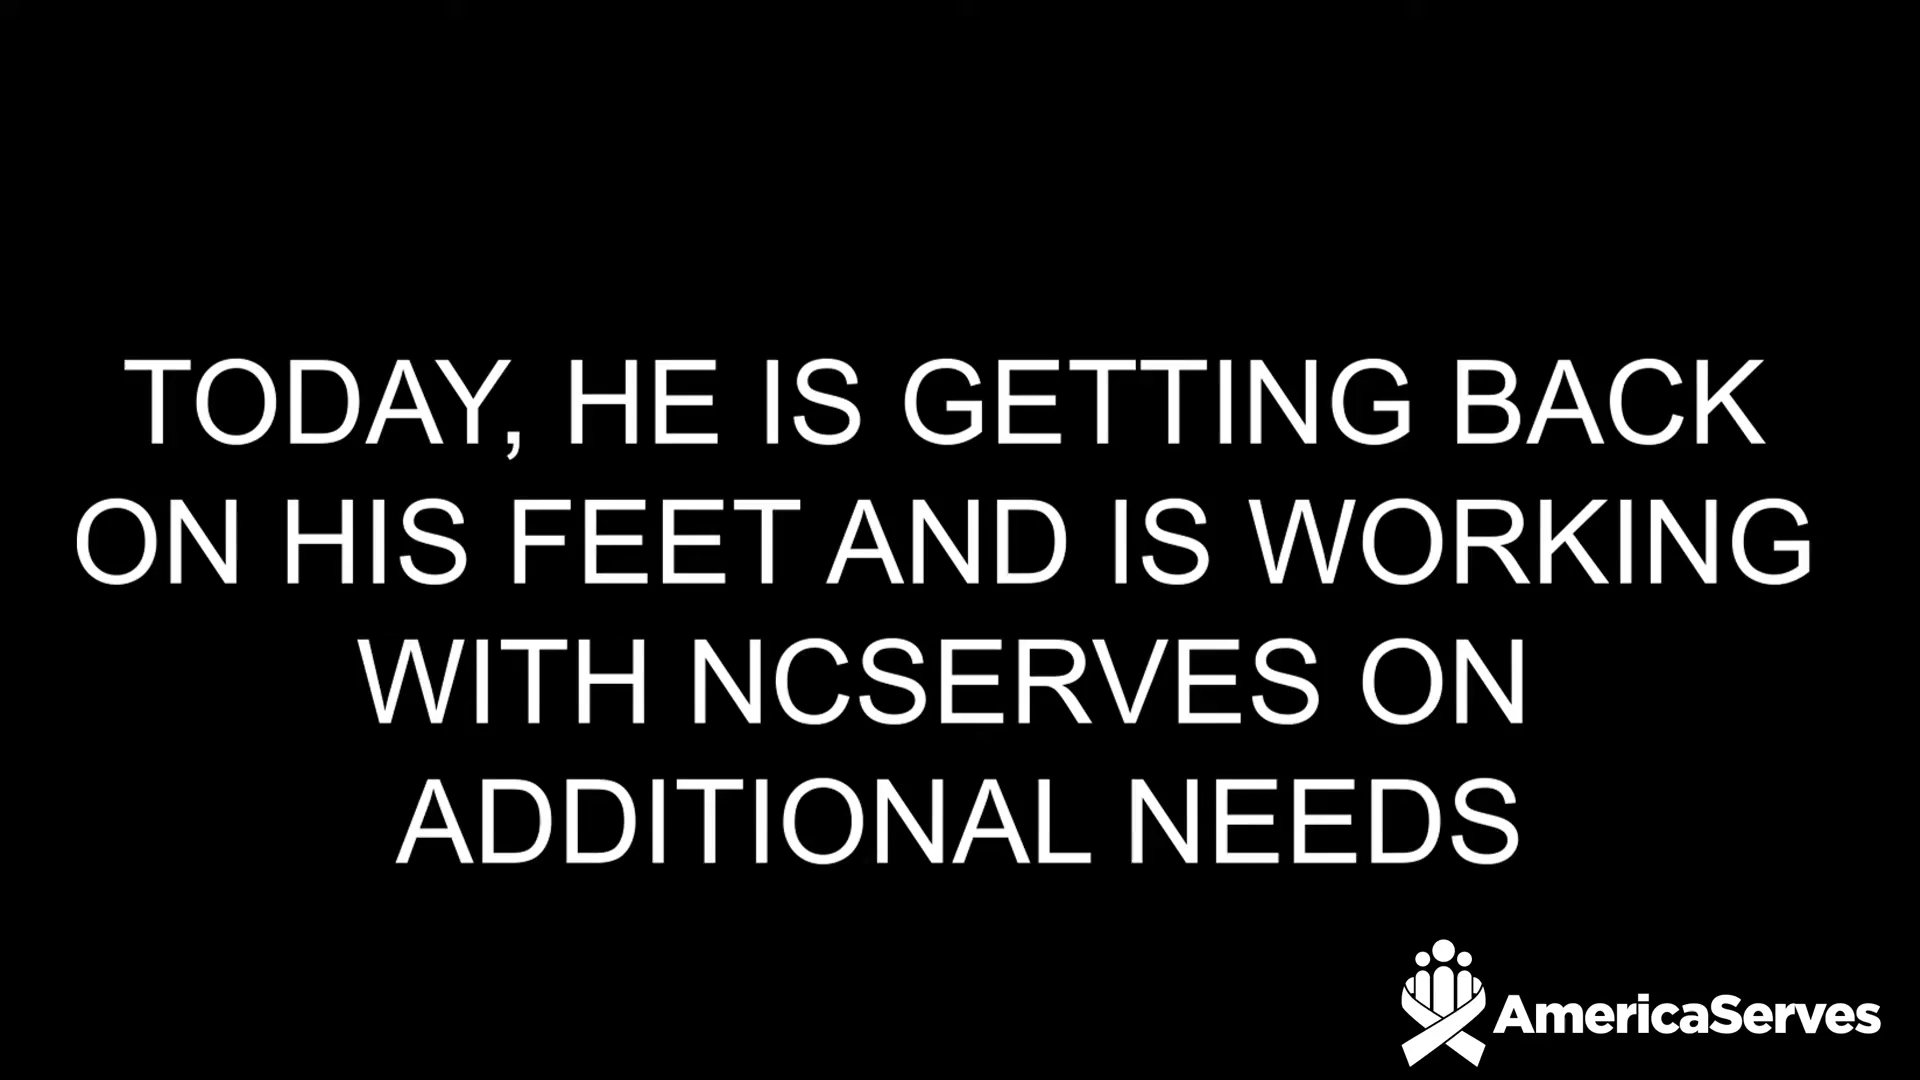 TODAY, HE IS GETTING BACK
ON HIS FEET AND IS WORKING
WITH NCSERVES ON
ADDITIONAL NEEDS
AmericaServes